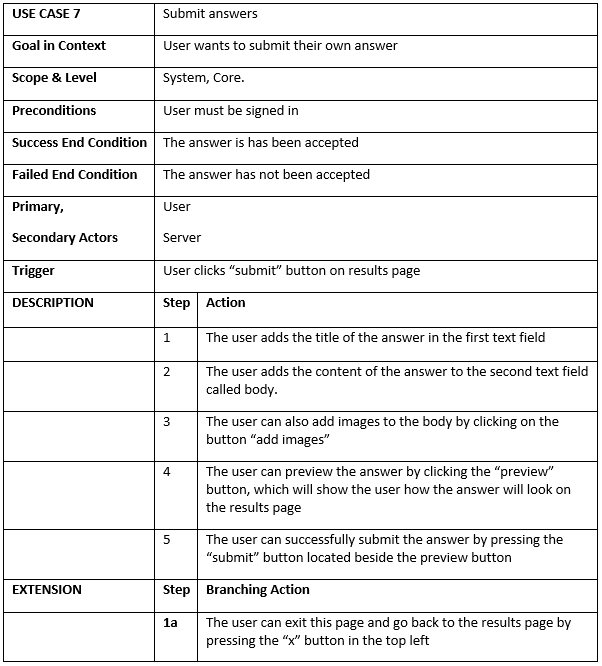 USE CASE 7 Submit answers
Goal in Context User wants to submit their own answer
Scope & Level System, Core.
Preconditions User must be signed in
Success End Condition The answer is has been accepted
Failed End Condition The answer has not been accepted
Primary, User
Secondary Actors Server
Trigger User clicks “submit” button on results page
DESCRIPTION Step Action
1 The user adds the title of the answer in the first text field
2 The user adds the content of the answer to the second text field
called body.
3 The user can also add images to the body by clicking on the
button “add images”
4 The user can preview the answer by clicking the “preview”
button, which will show the user how the answer will look on
the results page
5 The user can successfully submit the answer by pressing the
“submit” button located beside the preview button
EXTENSION Step Branching Action
1a The user can exit this page and go back to the results page by
pressing the “x” button in the top left